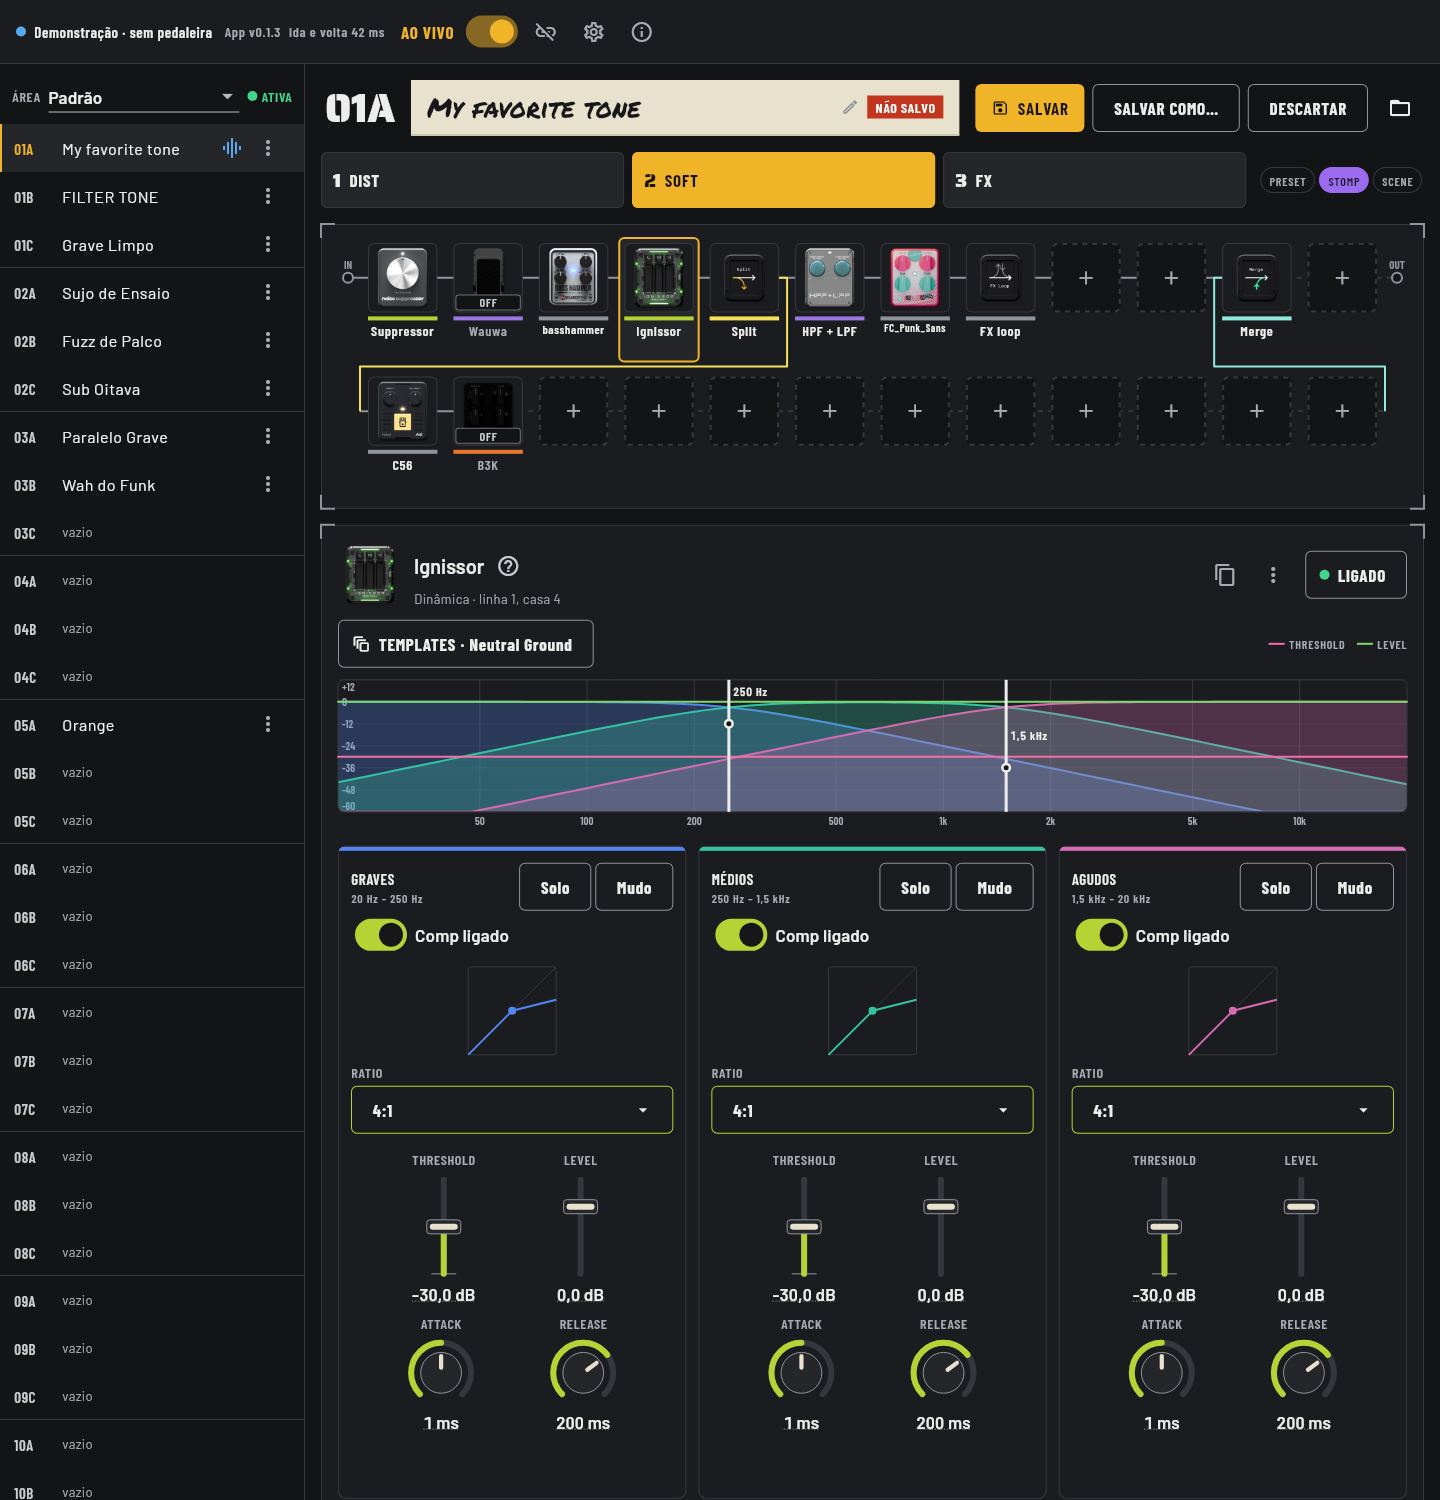 Demonstração · sem pedaleira App v0.1.3 Ida e volta 42 ms AO VIVO
ÁREA Padrão ATIVA
01A My favorite tone
01B FILTER TONE
01C Grave Limpo
02A Sujo de Ensaio
02B Fuzz de Palco
02C Sub Oitava
03A Paralelo Grave
03B Wah do Funk
03C vazio
04A vazio
04B vazio
04C vazio
05A Orange
05B vazio
05C vazio
06A vazio
06B vazio
06C vazio
07A vazio
07B vazio
07C vazio
08A vazio
08B vazio
08C vazio
09A vazio
09B vazio
09C vazio
10A vazio
10B vazio
01A My favorite tone NÃO SALVO SALVAR SALVAR COMO... DESCARTAR
1 DIST 2 SOFT 3 FX PRESET STOMP SCENE
IN OUT
noise suppressor OFF BASS HAMMER Split HPF+LPF FX Loop Merge
Suppressor Wauwa basshammer Ignissor Split HPF + LPF FC_Punk_Sans FX loop Merge
OFF
C56 B3K
Ignissor
Dinâmica · linha 1, casa 4
LIGADO
TEMPLATES · Neutral Ground
THRESHOLD LEVEL
+12
0
-12
-24
-36
-48
-60
250 Hz
1,5 kHz
50 100 200 500 1k 2k 5k 10k
GRAVES
20 Hz – 250 Hz
Solo Mudo
Comp ligado
RATIO
4:1
THRESHOLD LEVEL
-30,0 dB 0,0 dB
ATTACK RELEASE
1 ms 200 ms
MÉDIOS
250 Hz – 1,5 kHz
Solo Mudo
Comp ligado
RATIO
4:1
THRESHOLD LEVEL
-30,0 dB 0,0 dB
ATTACK RELEASE
1 ms 200 ms
AGUDOS
1,5 kHz – 20 kHz
Solo Mudo
Comp ligado
RATIO
4:1
THRESHOLD LEVEL
-30,0 dB 0,0 dB
ATTACK RELEASE
1 ms 200 ms